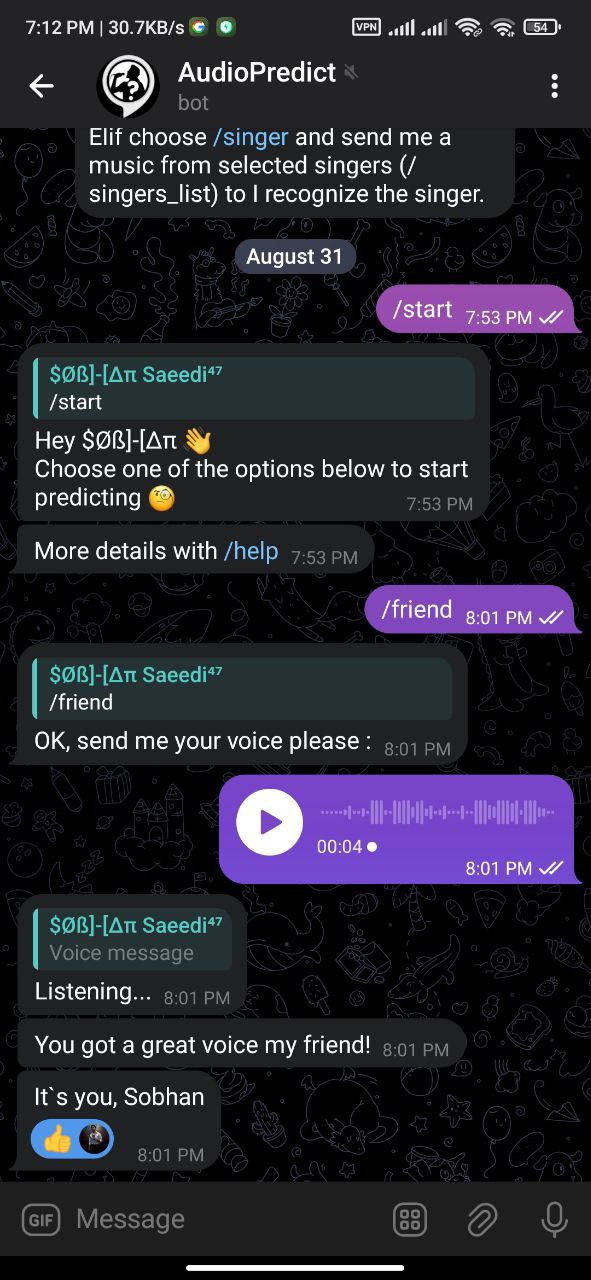 7:12 PM | 30.7KB/s
VPN
54
AudioPredict
bot
Elif choose /singer and send me a
music from selected singers (/
singers_list) to I recognize the singer.
August 31
/start 7:53 PM
$Øß]-[Δπ Saeedi⁴⁷
/start
Hey $Øß]-[Δπ 👋
Choose one of the options below to start
predicting 🧐 7:53 PM
More details with /help 7:53 PM
/friend 8:01 PM
$Øß]-[Δπ Saeedi⁴⁷
/friend
OK, send me your voice please : 8:01 PM
00:04
8:01 PM
$Øß]-[Δπ Saeedi⁴⁷
Voice message
Listening... 8:01 PM
You got a great voice my friend! 8:01 PM
It`s you, Sobhan
👍 8:01 PM
GIF Message